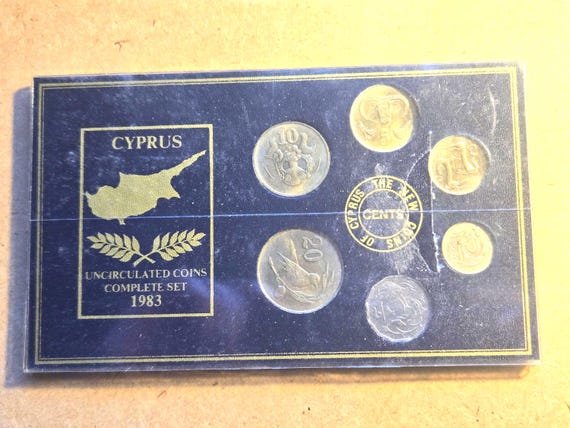 CYPRUS
UNCIRCULATED COINS
COMPLETE SET
1983
10
20
THE NEW COINS OF CYPRUS
CENTS